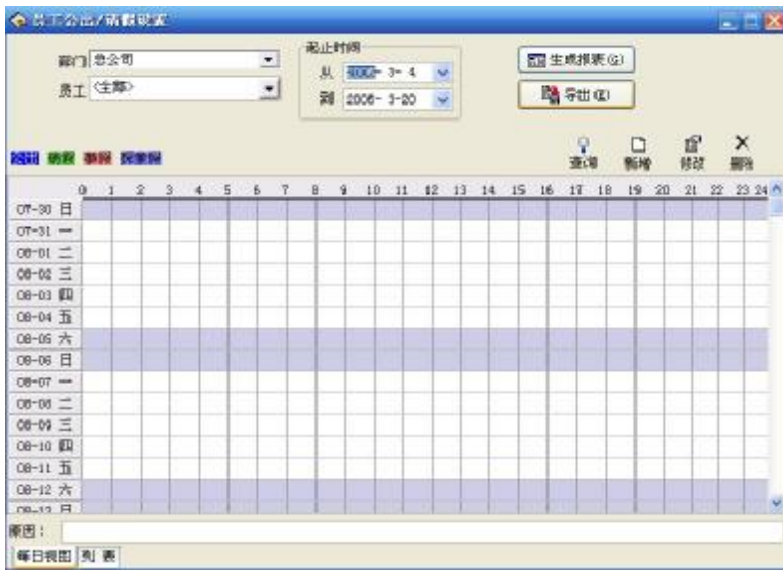 员工公出/请假设置
部门 总公司
员工 <全部>
起止时间
从 3- 4
到 2006- 3-20
生成报表(G)
导出(E)
公出 请假 事假 探亲假
查询 新增 修改 删除
0 1 2 3 4 5 6 7 8 9 10 11 12 13 14 15 16 17 18 19 20 21 22 23 24
07-30 日
07-31 一
08-01 二
08-02 三
08-03 四
08-04 五
08-05 六
08-06 日
08-07 一
08-08 二
08-09 三
08-10 四
08-11 五
08-12 六
08-13 日
原因:
每日视图 列 表